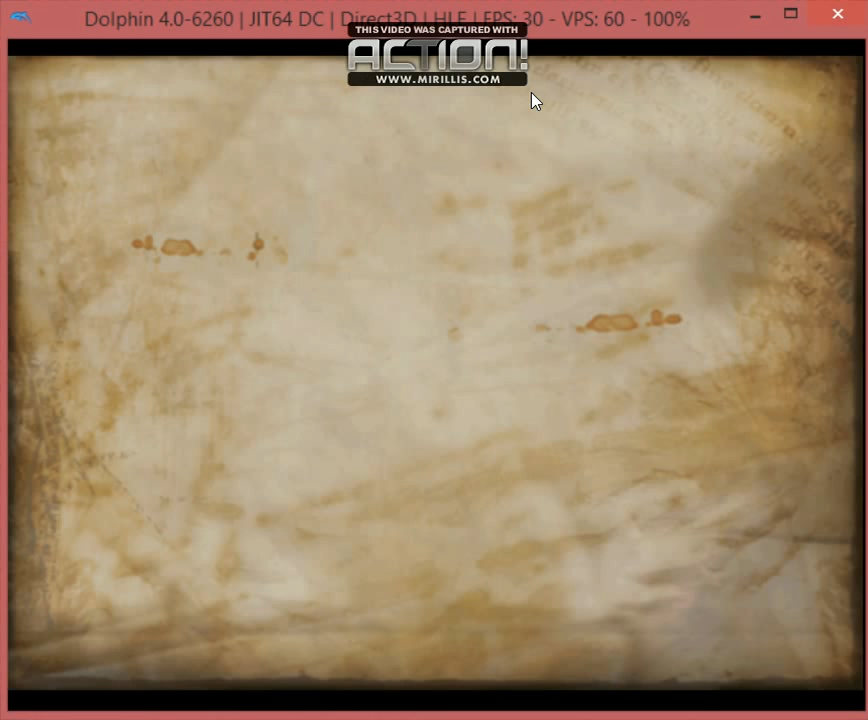 Dolphin 4.0-6260 | JIT64 DC | Direct3D | HLE | FPS: 30 - VPS: 60 - 100%
THIS VIDEO WAS CAPTURED WITH
ACTION!
WWW.MIRILLIS.COM